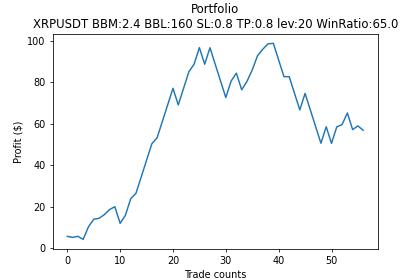 Portfolio
XRPUSDT BBM:2.4 BBL:160 SL:0.8 TP:0.8 lev:20 WinRatio:65.0
100
80
60
40
20
0
Profit ($)
0 10 20 30 40 50
Trade counts